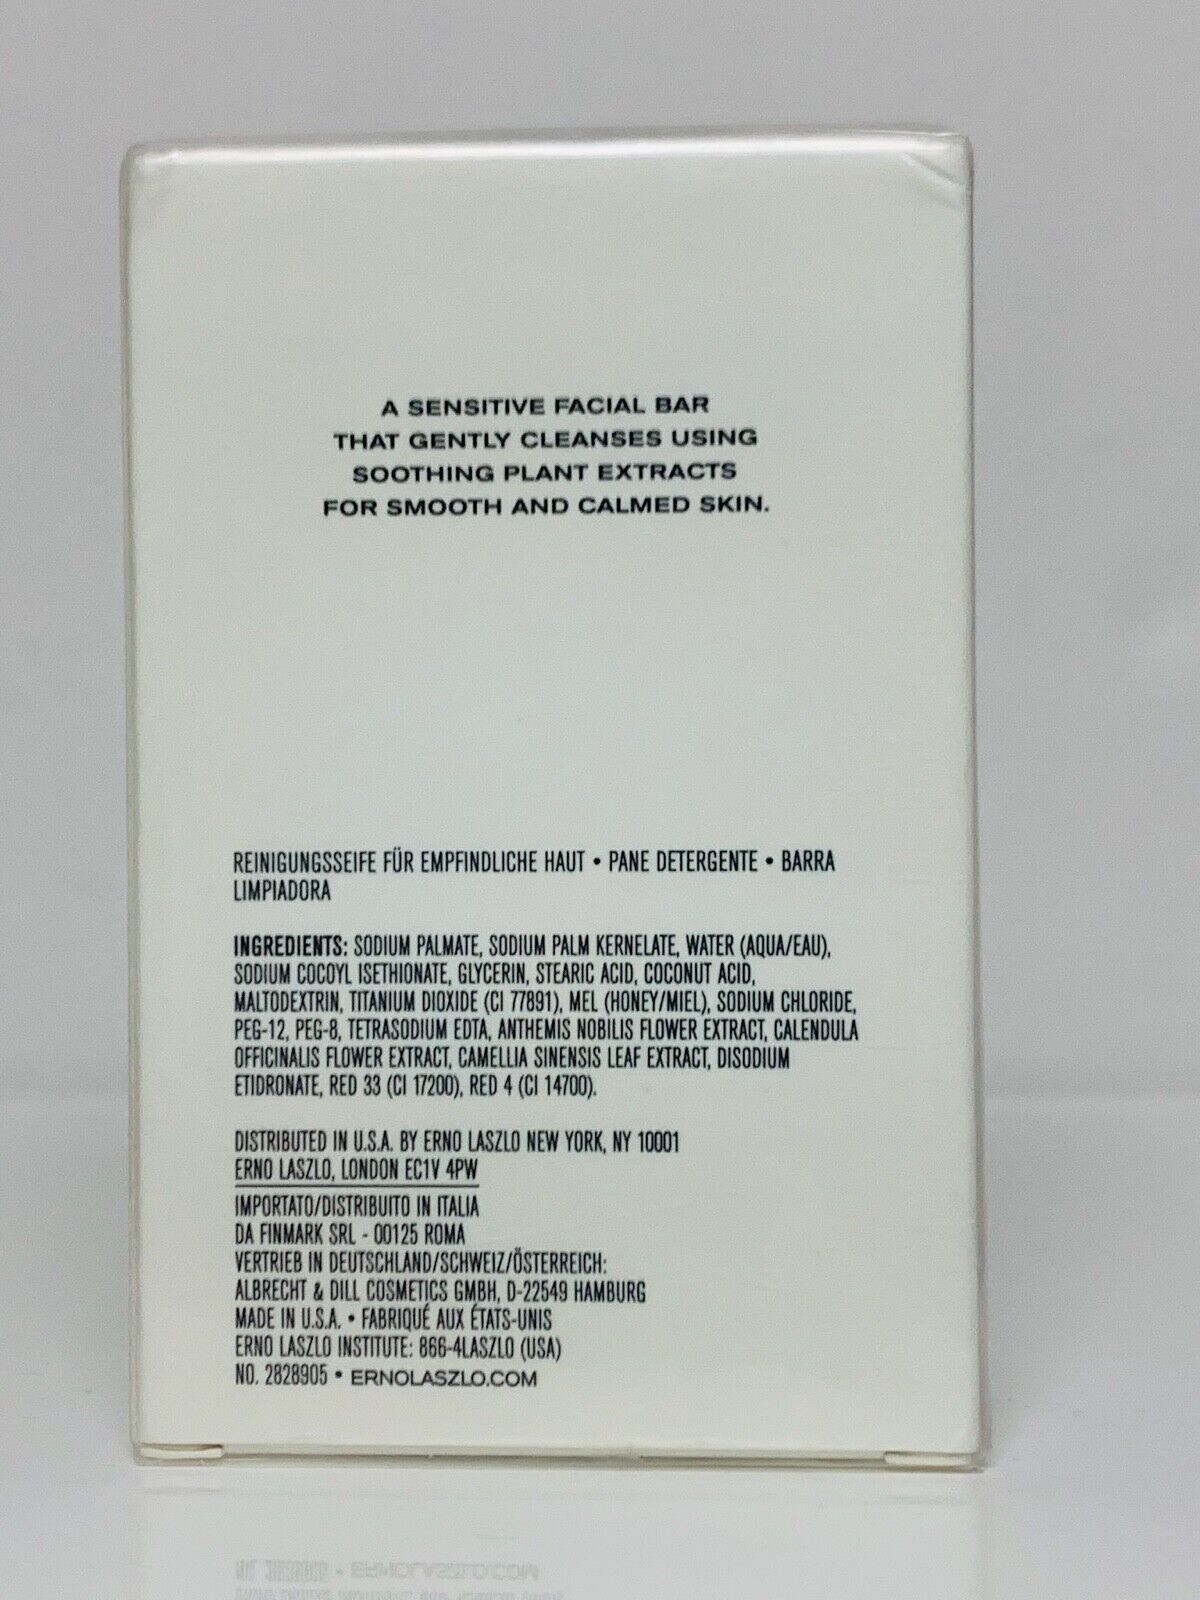 A SENSITIVE FACIAL BAR
THAT GENTLY CLEANSES USING
SOOTHING PLANT EXTRACTS
FOR SMOOTH AND CALMED SKIN.
REINIGUNGSSEIFE FÜR EMPFINDLICHE HAUT • PANE DETERGENTE • BARRA
LIMPIADORA
INGREDIENTS: SODIUM PALMATE, SODIUM PALM KERNELATE, WATER (AQUA/EAU),
SODIUM COCOYL ISETHIONATE, GLYCERIN, STEARIC ACID, COCONUT ACID,
MALTODEXTRIN, TITANIUM DIOXIDE (CI 77891), MEL (HONEY/MIEL), SODIUM CHLORIDE,
PEG-12, PEG-8, TETRASODIUM EDTA, ANTHEMIS NOBILIS FLOWER EXTRACT, CALENDULA
OFFICINALIS FLOWER EXTRACT, CAMELLIA SINENSIS LEAF EXTRACT, DISODIUM
ETIDRONATE, RED 33 (CI 17200), RED 4 (CI 14700).
DISTRIBUTED IN U.S.A. BY ERNO LASZLO NEW YORK, NY 10001
ERNO LASZLO, LONDON EC1V 4PW
IMPORTATO/DISTRIBUITO IN ITALIA
DA FINMARK SRL - 00125 ROMA
VERTRIEB IN DEUTSCHLAND/SCHWEIZ/ÖSTERREICH:
ALBRECHT & DILL COSMETICS GMBH, D-22549 HAMBURG
MADE IN U.S.A. • FABRIQUÉ AUX ÉTATS-UNIS
ERNO LASZLO INSTITUTE: 866-4LASZLO (USA)
NO. 2828905 • ERNOLASZLO.COM